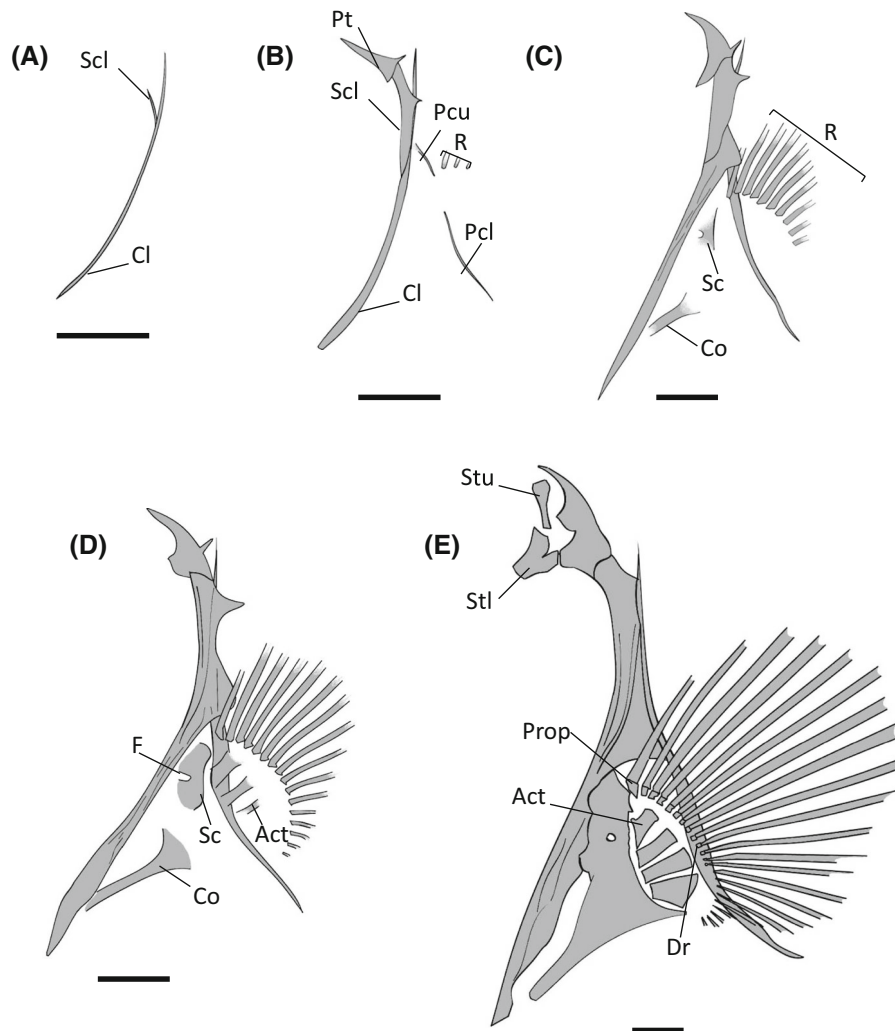 (A)
Scl
Cl
(B)
Pt
Scl
Pcu
R
Pcl
Cl
(C)
R
Sc
Co
(D)
F
Sc
Act
Co
(E)
Stu
Stl
Prop
Act
Dr